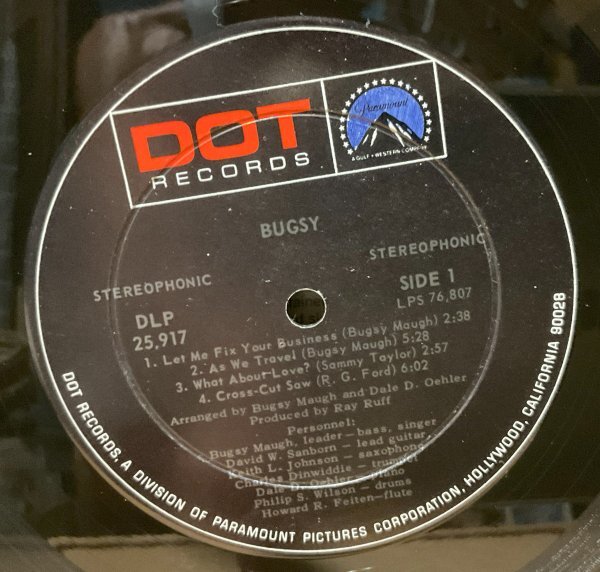 DOT
RECORDS
Paramount
A GULF + WESTERN COMPANY
BUGSY
STEREOPHONIC
STEREOPHONIC
SIDE 1
DLP
25,917
LPS 76,807
1. Let Me Fix Your Business (Bugsy Maugh) 2:38
2. As We Travel (Bugsy Maugh) 5:28
3. What About Love? (Sammy Taylor) 2:57
4. Cross-Cut Saw (R. G. Ford) 6:02
Arranged by Bugsy Maugh and Dale D. Oehler
Produced by Ray Ruff
Personnel:
Bugsy Maugh, leader — bass, singer
David W. Sanborn — lead guitar,
Keith L. Johnson — saxophone
Charles Dinwiddie — trumpet
Dale D. Oehler — piano
Philip S. Wilson — drums
Howard R. Feiten—flute
DOT RECORDS, A DIVISION OF PARAMOUNT PICTURES CORPORATION, HOLLYWOOD, CALIFORNIA 90028